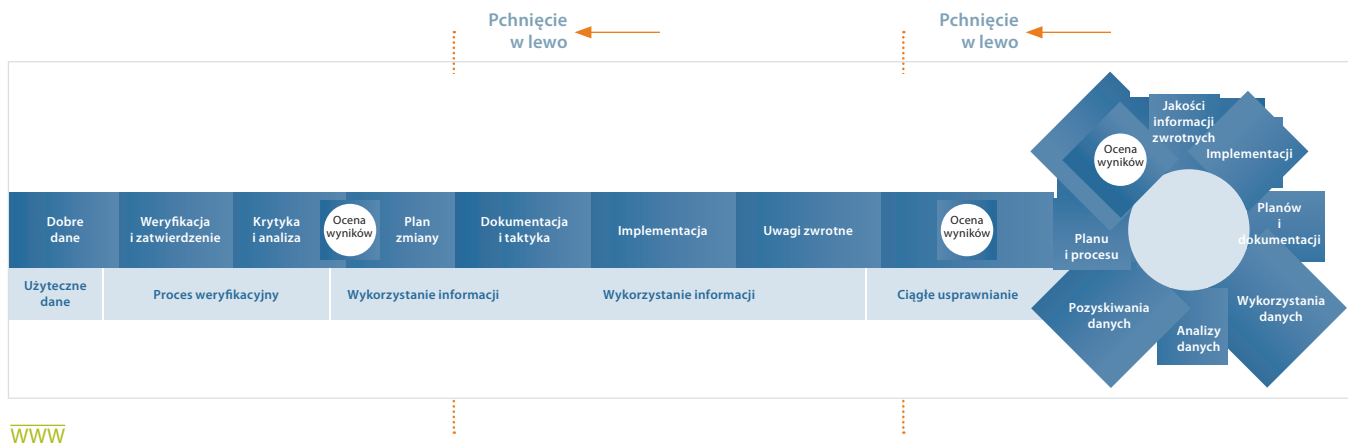 Pchnięcie
w lewo
Pchnięcie
w lewo
Dobre
dane
Weryfikacja
i zatwierdzenie
Krytyka
i analiza
Ocena
wyników
Plan
zmiany
Dokumentacja
i taktyka
Implementacja
Uwagi zwrotne
Ocena
wyników
Użyteczne
dane
Proces weryfikacyjny
Wykorzystanie informacji
Wykorzystanie informacji
Ciągłe usprawnianie
Ocena
wyników
Jakości
informacji
zwrotnych
Implementacji
Planów
i
dokumentacji
Wykorzystania
danych
Analizy
danych
Pozyskiwania
danych
Planu
i procesu
WWW